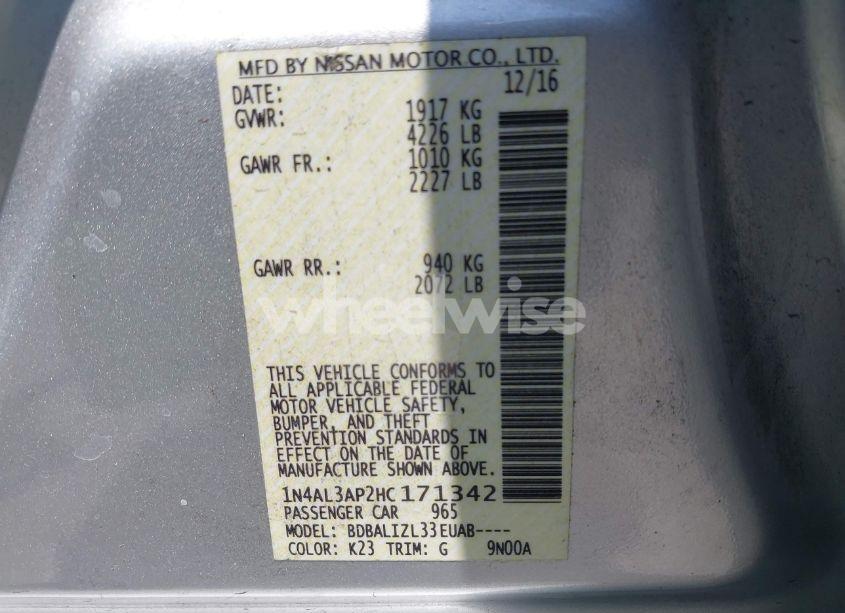 MFD BY NISSAN MOTOR CO., LTD.
DATE: 12/16
GVWR: 1917 KG
4226 LB
GAWR FR.: 1010 KG
2227 LB
GAWR RR.: 940 KG
2072 LB
wheelwise
THIS VEHICLE CONFORMS TO
ALL APPLICABLE FEDERAL
MOTOR VEHICLE SAFETY,
BUMPER, AND THEFT
PREVENTION STANDARDS IN
EFFECT ON THE DATE OF
MANUFACTURE SHOWN ABOVE.
1N4AL3AP2HC171342
PASSENGER CAR 965
MODEL: BDBALIZL33EUAB----
COLOR: K23 TRIM: G 9N00A